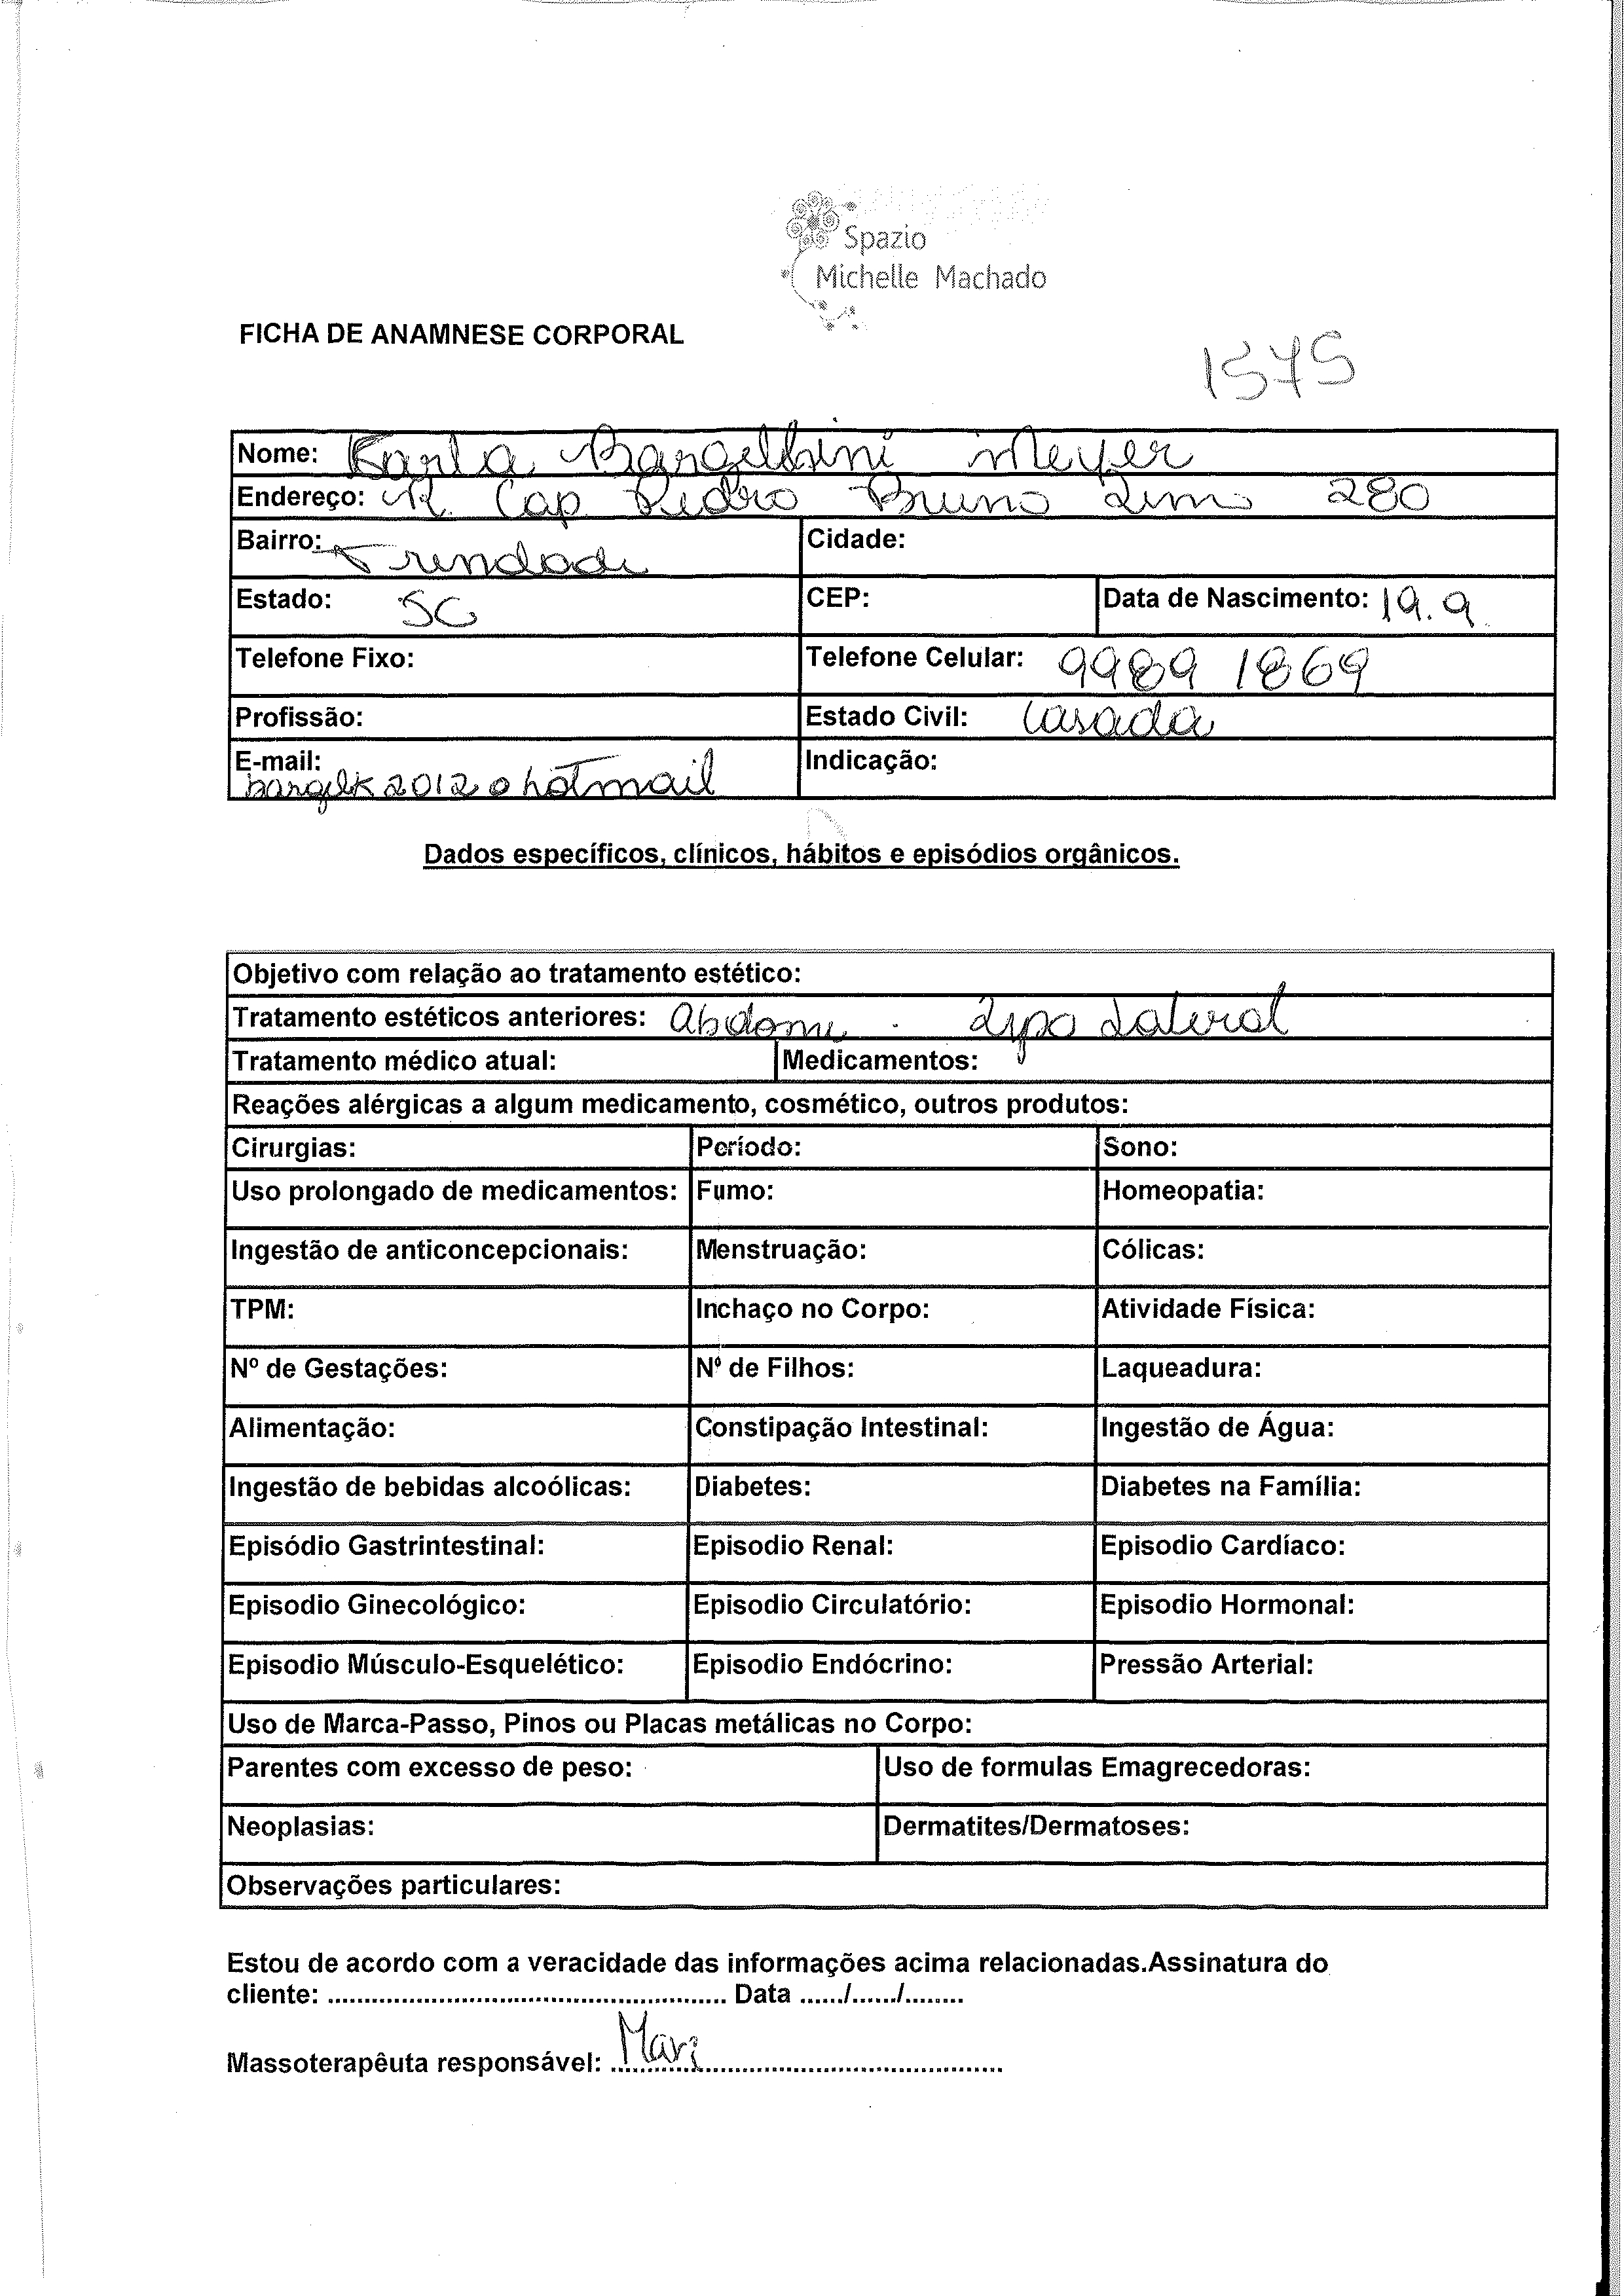 Spazio
Michelle Machado
FICHA DE ANAMNESE CORPORAL
1575
Nome: Karla Meyer
Endereço: R. Cap Pedro Bruno Lim 280
Bairro: Trindade Cidade:
Estado: SC CEP: Data de Nascimento: 19.9
Telefone Fixo: Telefone Celular: 9989 1869
Profissão: Estado Civil: Casada
E-mail: Indicação:
bargelk2012@hotmail
Dados específicos, clínicos, hábitos e episódios orgânicos.
Objetivo com relação ao tratamento estético:
Tratamento estéticos anteriores: Abdome . Lipo Lateral
Tratamento médico atual: Medicamentos:
Reações alérgicas a algum medicamento, cosmético, outros produtos:
Cirurgias: Período: Sono:
Uso prolongado de medicamentos: Fumo: Homeopatia:
Ingestão de anticoncepcionais: Menstruação: Cólicas:
TPM: Inchaço no Corpo: Atividade Física:
Nº de Gestações: Nº de Filhos: Laqueadura:
Alimentação: Constipação Intestinal: Ingestão de Água:
Ingestão de bebidas alcoólicas: Diabetes: Diabetes na Família:
Episódio Gastrintestinal: Episodio Renal: Episodio Cardíaco:
Episodio Ginecológico: Episodio Circulatório: Episodio Hormonal:
Episodio Músculo-Esquelético: Episodio Endócrino: Pressão Arterial:
Uso de Marca-Passo, Pinos ou Placas metálicas no Corpo:
Parentes com excesso de peso: Uso de formulas Emagrecedoras:
Neoplasias: Dermatites/Dermatoses:
Observações particulares:
Estou de acordo com a veracidade das informações acima relacionadas.Assinatura do
cliente: ...................................................... Data ....../....../........
Massoterapêuta responsável: Mari